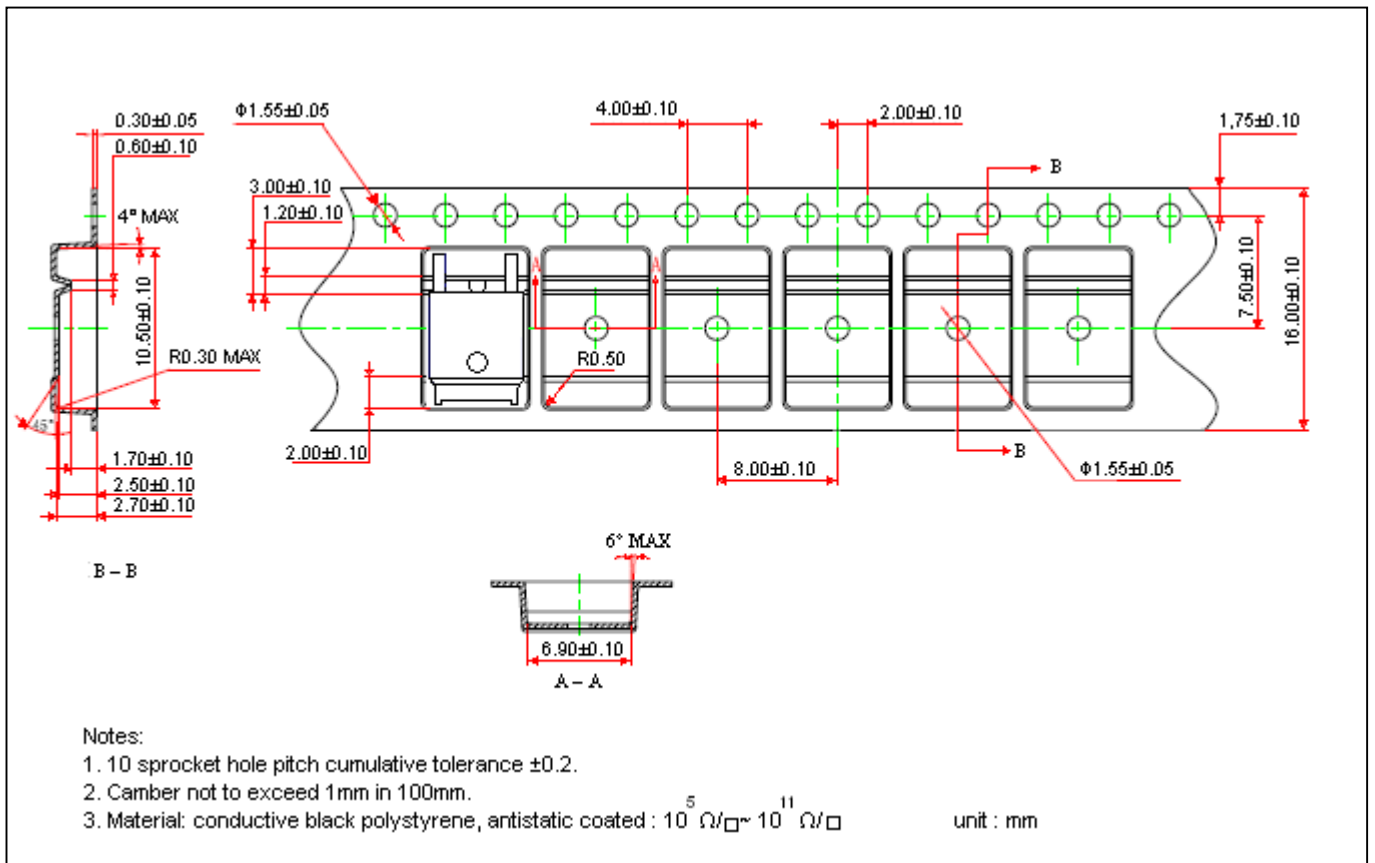 0.30±0.05
Φ1.55±0.05
4.00±0.10
2.00±0.10
1,75±0.10
0.60±0.10
B
3.00±0.10
1.20±0.10
4° MAX
A
A
10.50±0.10
7.50±0.10
16.00±0.10
R0.30 MAX
R0.50
45°
2.00±0.10
1.70±0.10
B
8.00±0.10
Φ1.55±0.05
2.50±0.10
2.70±0.10
6° MAX
B – B
6.90±0.10
A – A
Notes:
1. 10 sprocket hole pitch cumulative tolerance ±0.2.
2. Camber not to exceed 1mm in 100mm.
3. Material: conductive black polystyrene, antistatic coated : 10⁵ Ω/□~ 10¹¹ Ω/□ unit : mm